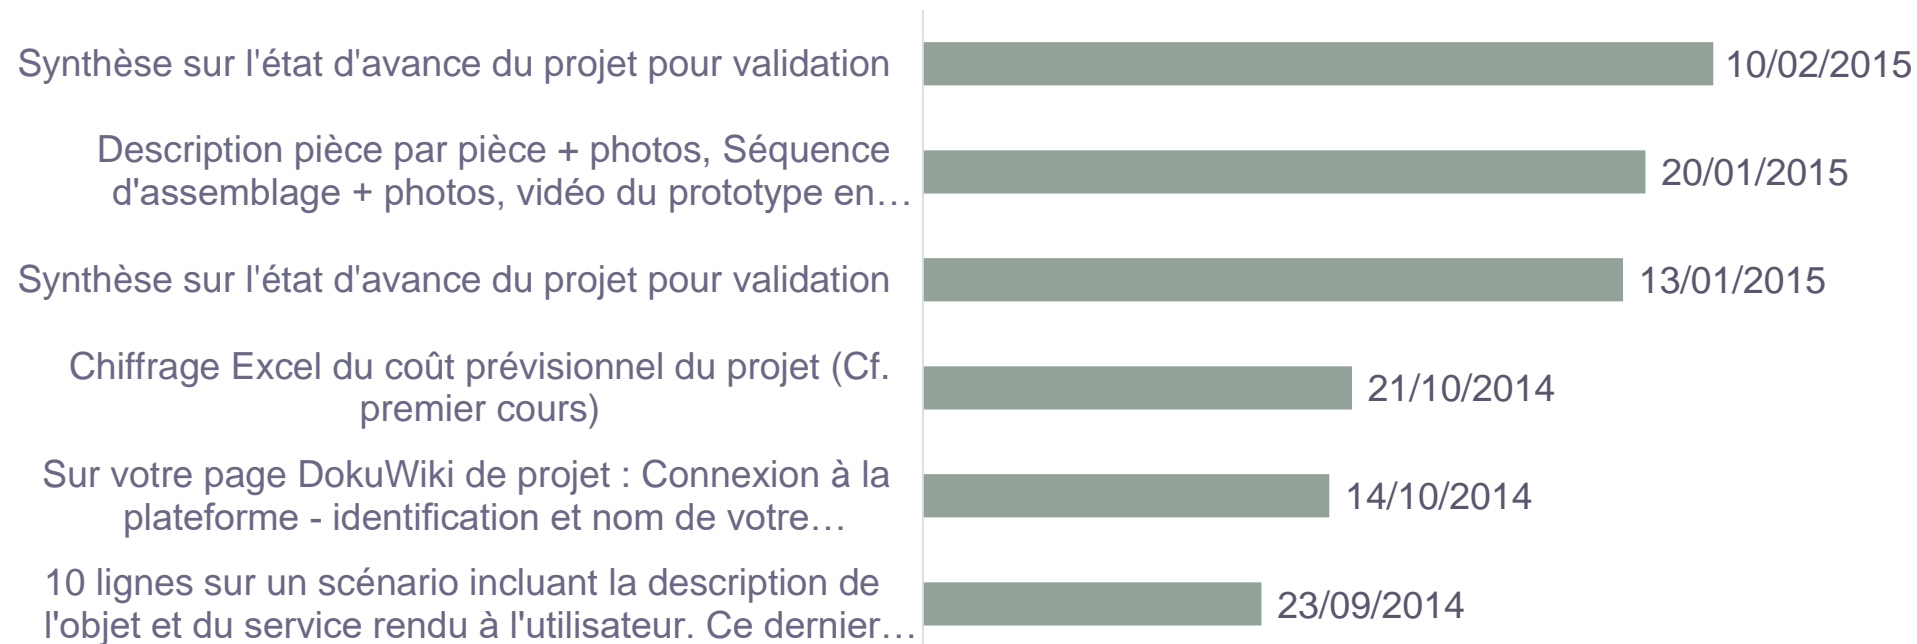 Synthèse sur l'état d'avance du projet pour validation
10/02/2015
Description pièce par pièce + photos, Séquence
d'assemblage + photos, vidéo du prototype en…
20/01/2015
Synthèse sur l'état d'avance du projet pour validation
13/01/2015
Chiffrage Excel du coût prévisionnel du projet (Cf.
premier cours)
21/10/2014
Sur votre page DokuWiki de projet : Connexion à la
plateforme - identification et nom de votre…
14/10/2014
10 lignes sur un scénario incluant la description de
l'objet et du service rendu à l'utilisateur. Ce dernier…
23/09/2014